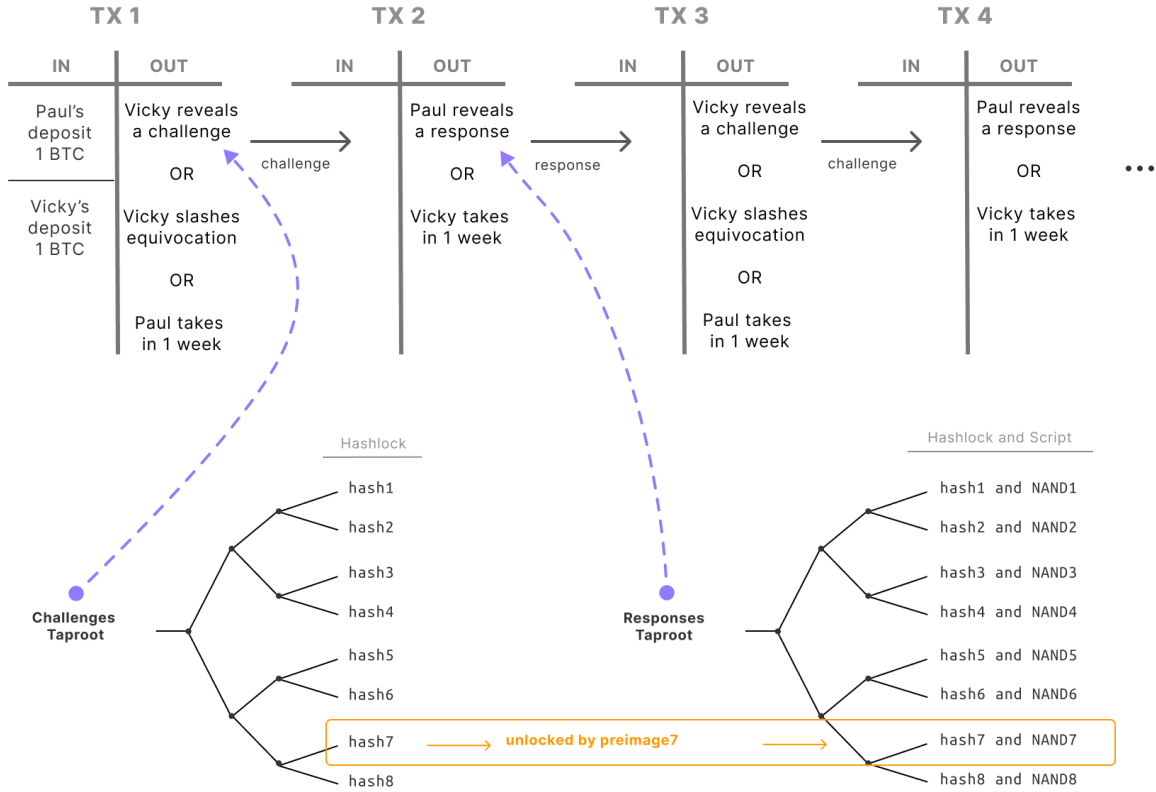 TX 1
TX 2
TX 3
TX 4
IN
OUT
IN
OUT
IN
OUT
IN
OUT
Paul’s
deposit
1 BTC
Vicky’s
deposit
1 BTC
Vicky reveals
a challenge
OR
Vicky slashes
equivocation
OR
Paul takes
in 1 week
challenge
Paul reveals
a response
OR
Vicky takes
in 1 week
response
Vicky reveals
a challenge
OR
Vicky slashes
equivocation
OR
Paul takes
in 1 week
challenge
Paul reveals
a response
OR
Vicky takes
in 1 week
...
Hashlock
hash1
hash2
hash3
hash4
hash5
hash6
hash7
hash8
Challenges
Taproot
unlocked by preimage7
Responses
Taproot
Hashlock and Script
hash1 and NAND1
hash2 and NAND2
hash3 and NAND3
hash4 and NAND4
hash5 and NAND5
hash6 and NAND6
hash7 and NAND7
hash8 and NAND8